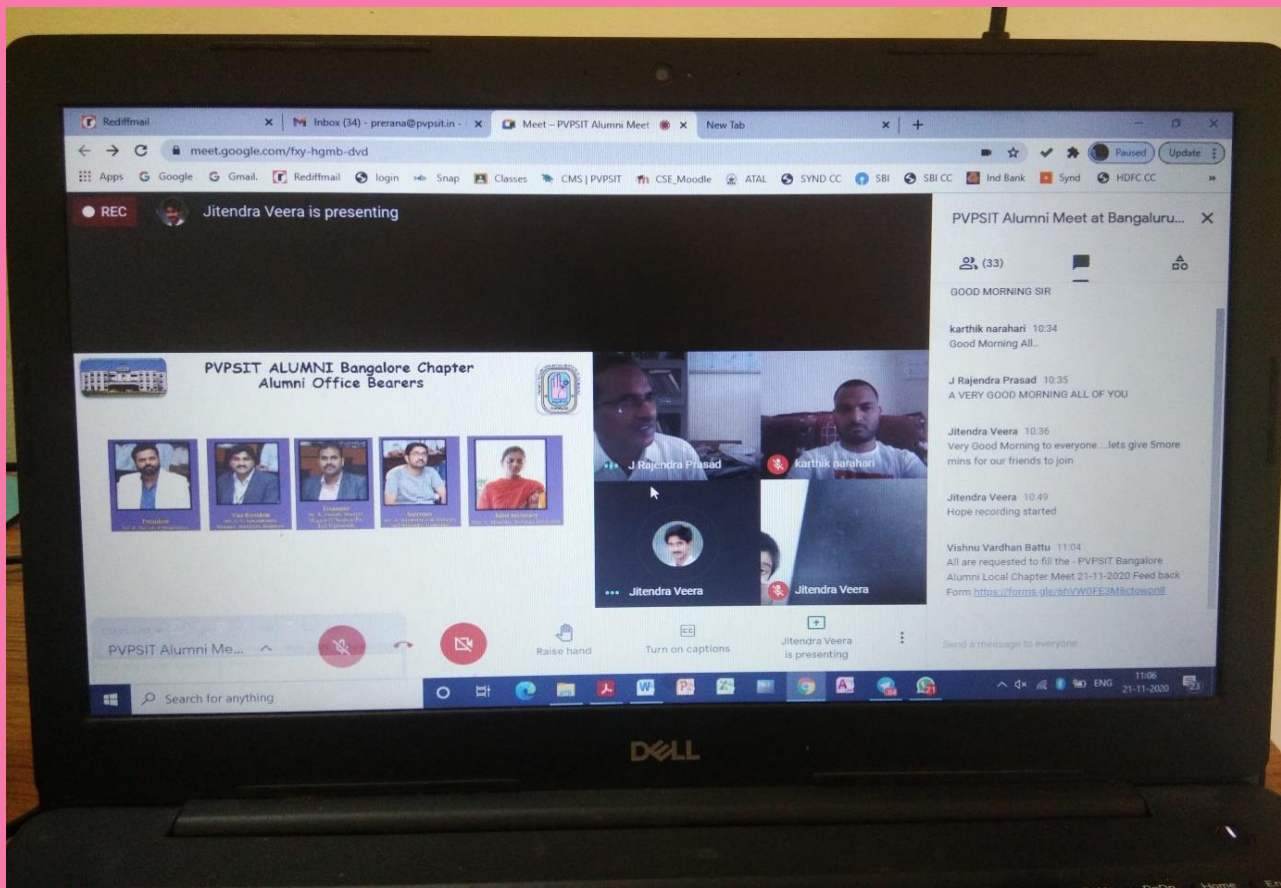 Rediffmail
Inbox (34) - prerana@pvpsit.in -
Meet – PVPSIT Alumni Meet
New Tab
meet.google.com/fxy-hgmb-dvd
Paused
Update
Apps
Google
Gmail.
Rediffmail
login
Snap
Classes
CMS | PVPSIT
CSE_Moodle
ATAL
SYND CC
SBI
SBI CC
Ind Bank
Synd
HDFC CC
REC
Jitendra Veera is presenting
PVPSIT ALUMNI Bangalore Chapter
Alumni Office Bearers
President
Vice President
Secretary
Joint Secretary
J Rajendra Prasad
karthik narahari
Jitendra Veera
Jitendra Veera
PVPSIT Alumni Meet at Bangaluru...
(33)
GOOD MORNING SIR
karthik narahari 10:34
Good Morning All..
J Rajendra Prasad 10:35
A VERY GOOD MORNING ALL OF YOU
Jitendra Veera 10:36
Very Good Morning to everyone....lets give 5more
mins for our friends to join
Jitendra Veera 10:49
Hope recording started
Vishnu Vardhan Battu 11:04
All are requested to fill the - PVPSIT Bangalore
Alumni Local Chapter Meet 21-11-2020 Feed back
Form
Send a message to everyone
PVPSIT Alumni Me...
Raise hand
CC
Turn on captions
Jitendra Veera
is presenting
Search for anything
ENG
11:06
21-11-2020
DELL
Home